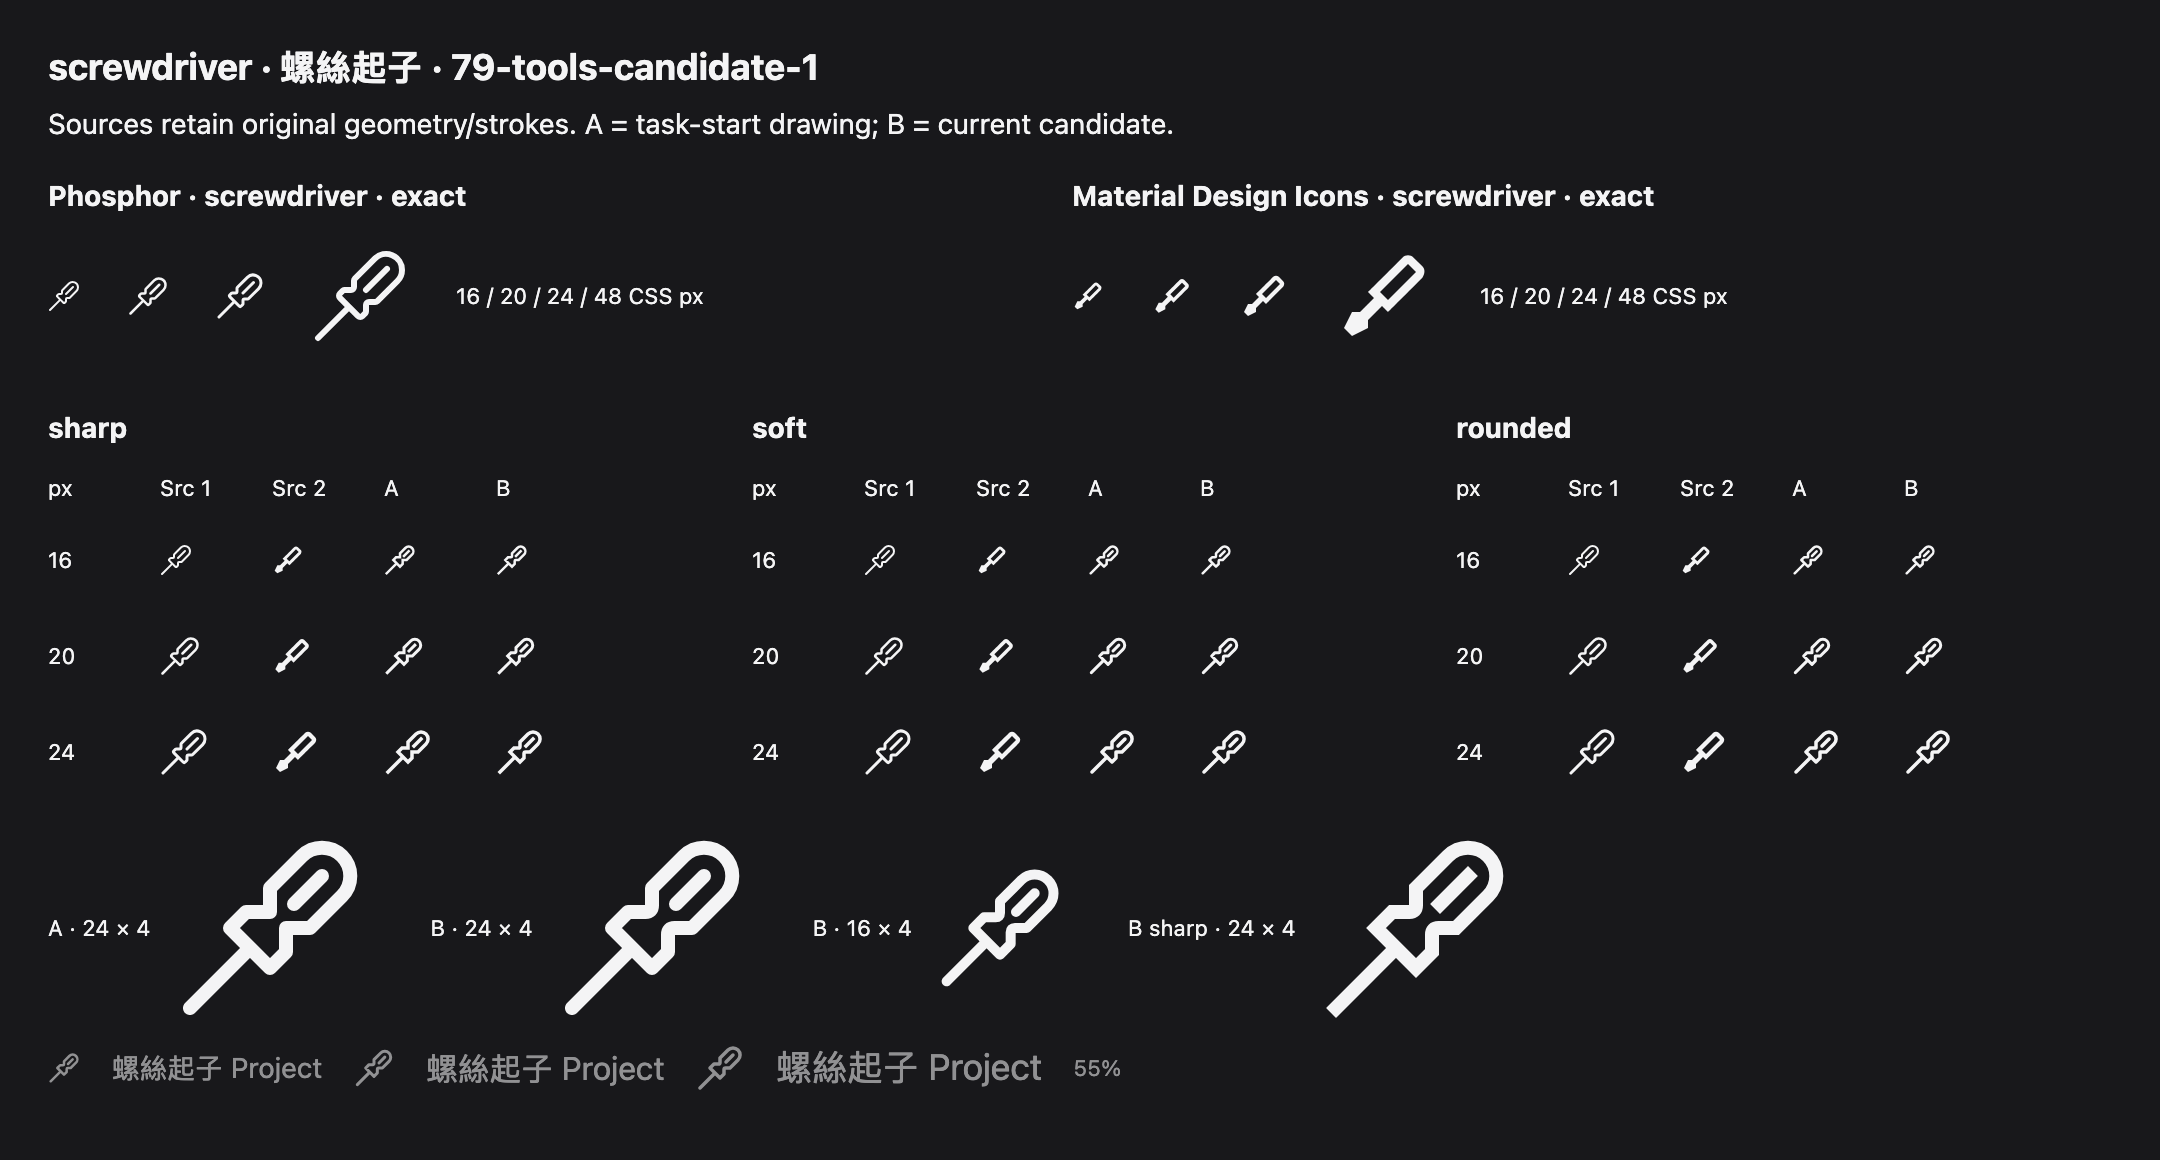 screwdriver · 螺絲起子 · 79-tools-candidate-1
Sources retain original geometry/strokes. A = task-start drawing; B = current candidate.
Phosphor · screwdriver · exact
Material Design Icons · screwdriver · exact
16 / 20 / 24 / 48 CSS px
16 / 20 / 24 / 48 CSS px
sharp
px Src 1 Src 2 A B
16
20
24
soft
px Src 1 Src 2 A B
16
20
24
rounded
px Src 1 Src 2 A B
16
20
24
A · 24 × 4
B · 24 × 4
B · 16 × 4
B sharp · 24 × 4
螺絲起子 Project 螺絲起子 Project 螺絲起子 Project 55%